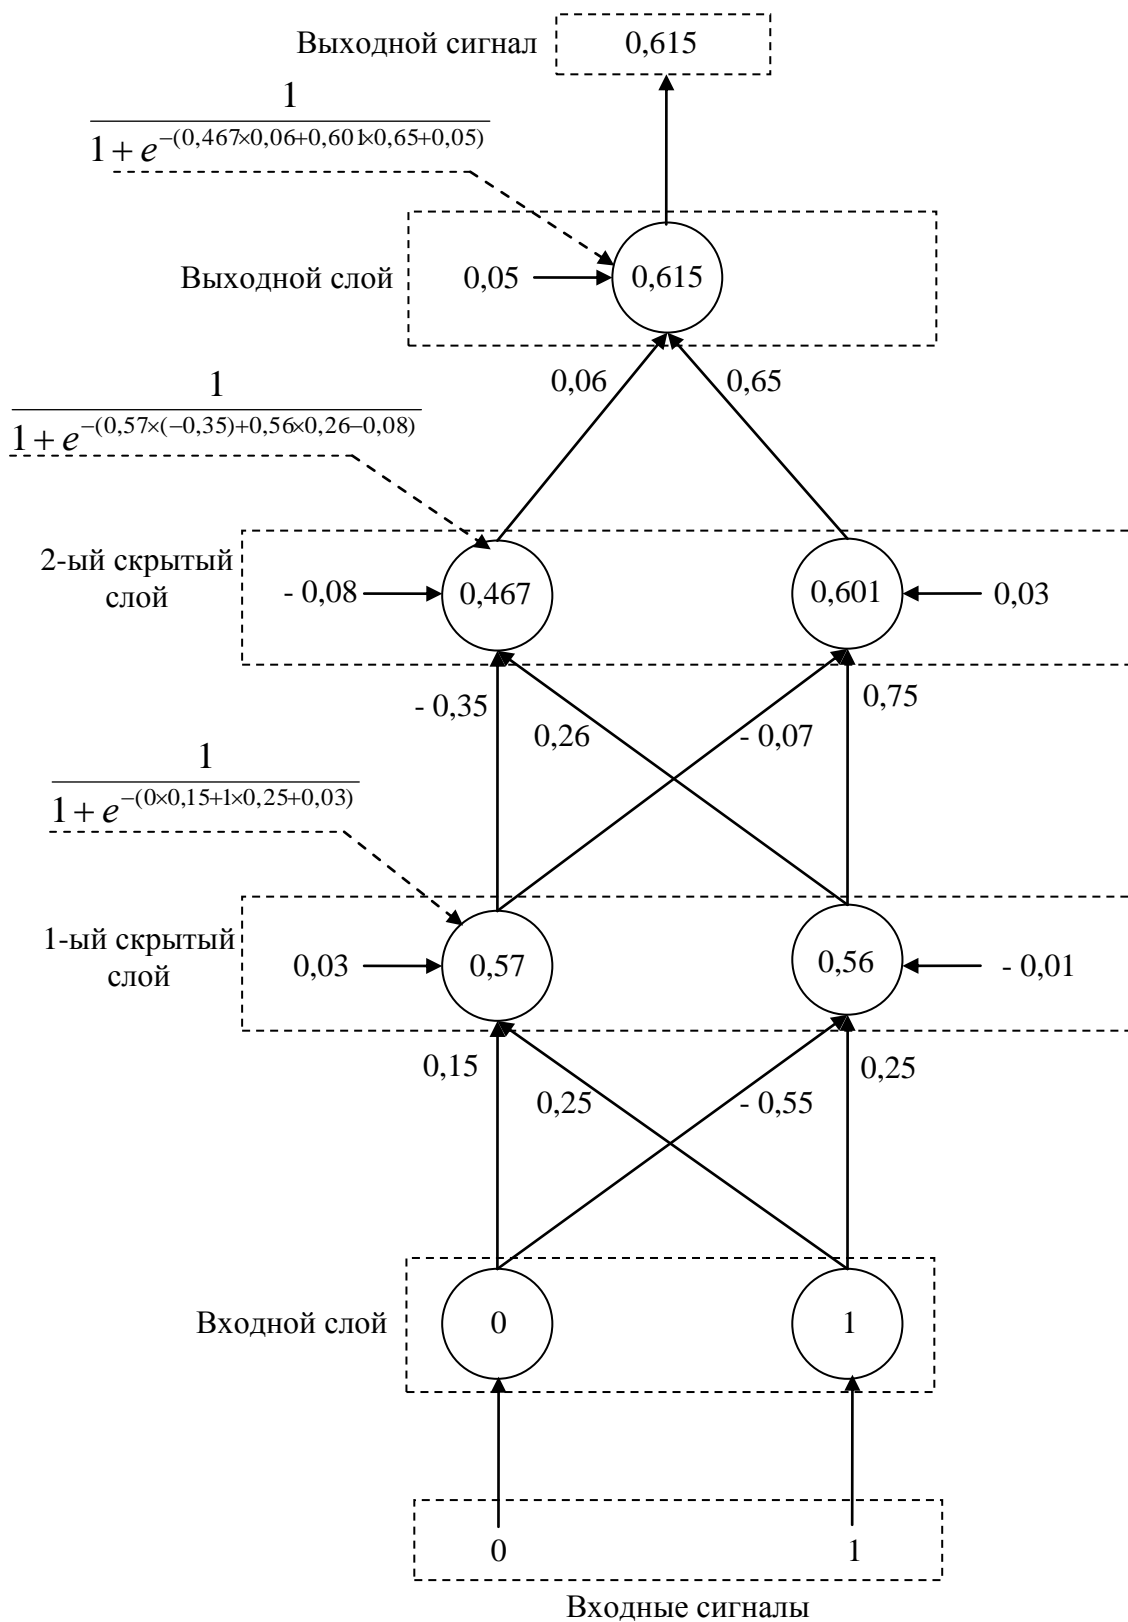 Выходной сигнал 0,615
1
1 + e^{-(0,467×0,06+0,601×0,65+0,05)}
Выходной слой 0,05 0,615
0,06 0,65
1
1 + e^{-(0,57×(-0,35)+0,56×0,26-0,08)}
2-ый скрытый
слой
- 0,08 0,467 0,601 0,03
- 0,35 0,26 - 0,07 0,75
1
1 + e^{-(0×0,15+1×0,25+0,03)}
1-ый скрытый
слой
0,03 0,57 0,56 - 0,01
0,15 0,25 - 0,55 0,25
Входной слой 0 1
0 1
Входные сигналы